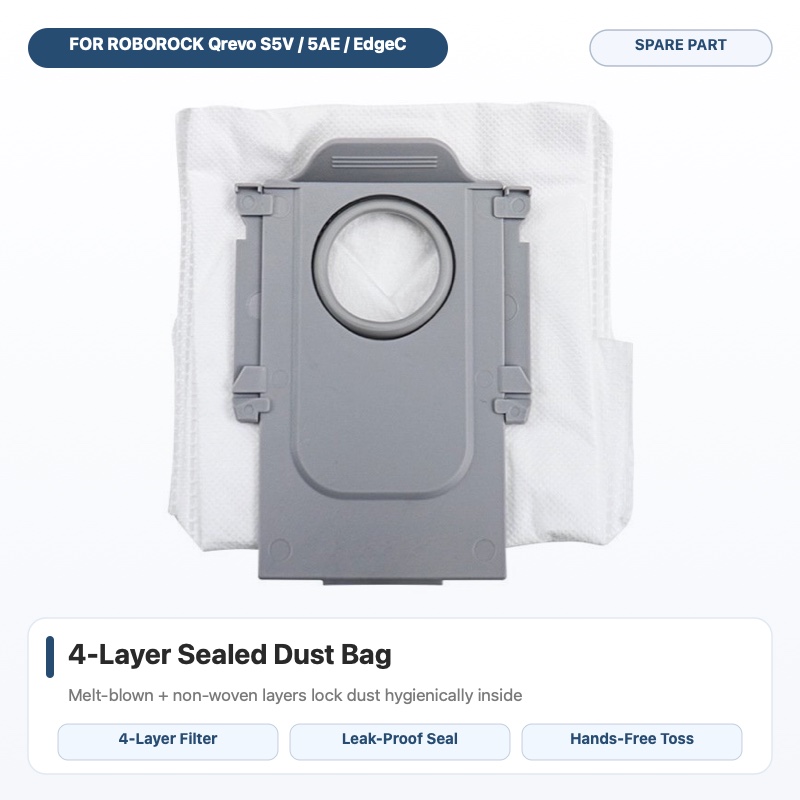 FOR ROBOROCK Qrevo S5V / 5AE / EdgeC
SPARE PART
4-Layer Sealed Dust Bag
Melt-blown + non-woven layers lock dust hygienically inside
4-Layer Filter
Leak-Proof Seal
Hands-Free Toss